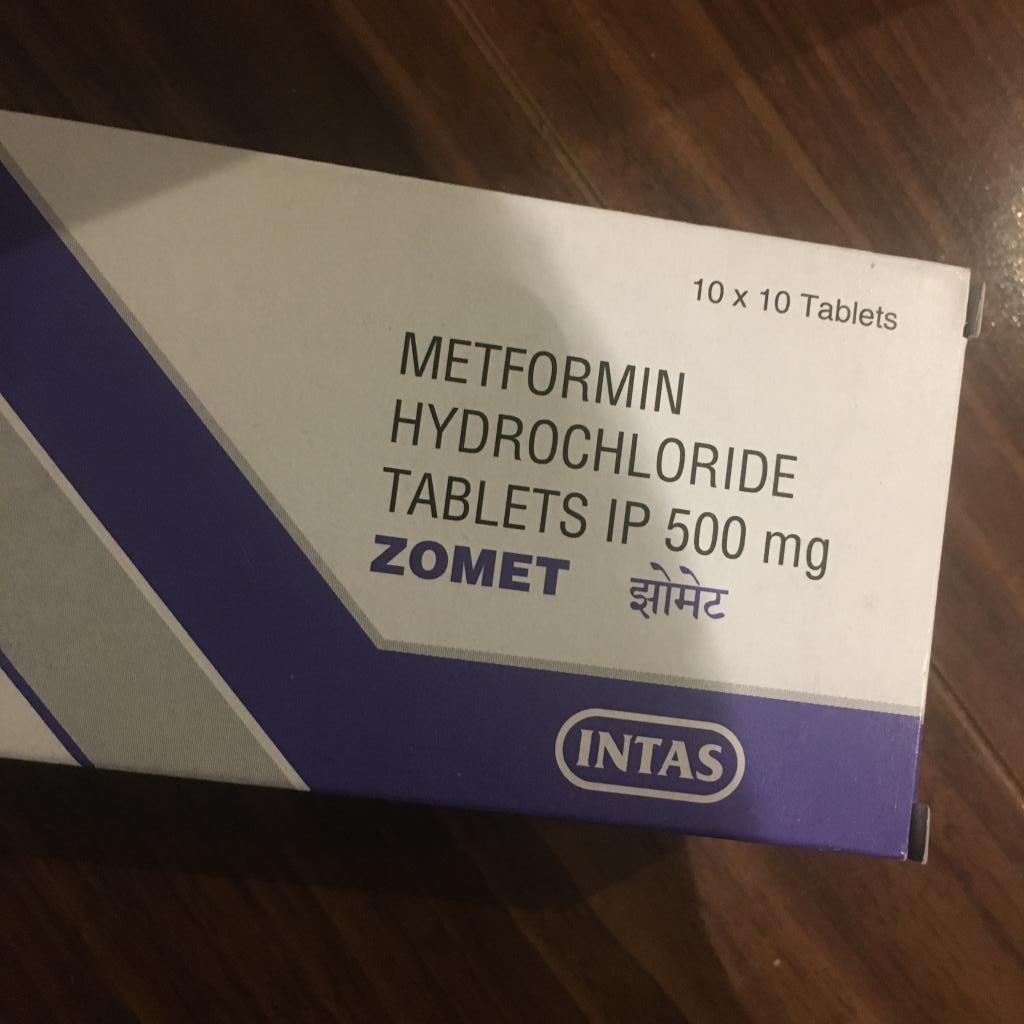 10 x 10 Tablets
METFORMIN
HYDROCHLORIDE
TABLETS IP 500 mg
ZOMET झोमेट
INTAS